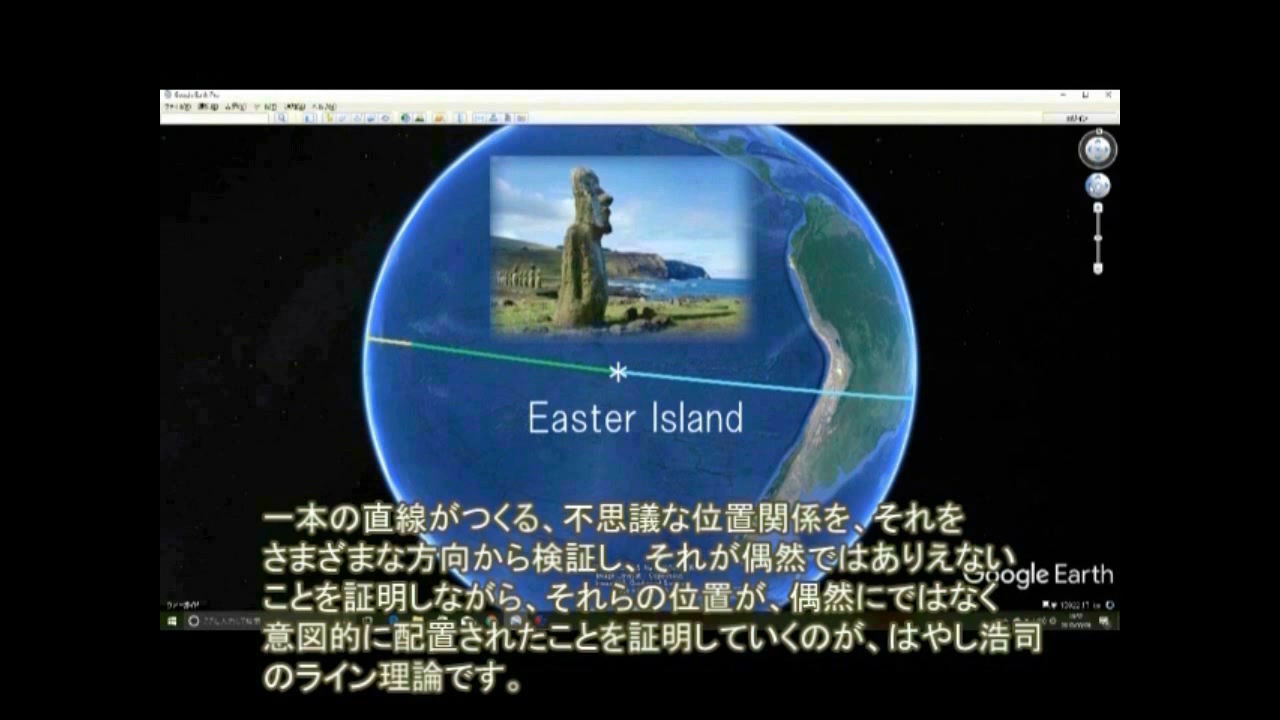 Google Earth Pro
Easter Island
一本の直線がつくる、不思議な位置関係を、それを
さまざまな方向から検証し、それが偶然ではありえない
Google Earth
ことを証明しながら、それらの位置が、偶然にではなく
意図的に配置されたことを証明していくのが、はやし浩司
のライン理論です。